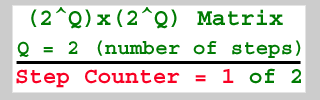 (2^Q)x(2^Q) Matrix
Q = 2 (number of steps)
Step Counter = 1 of 2